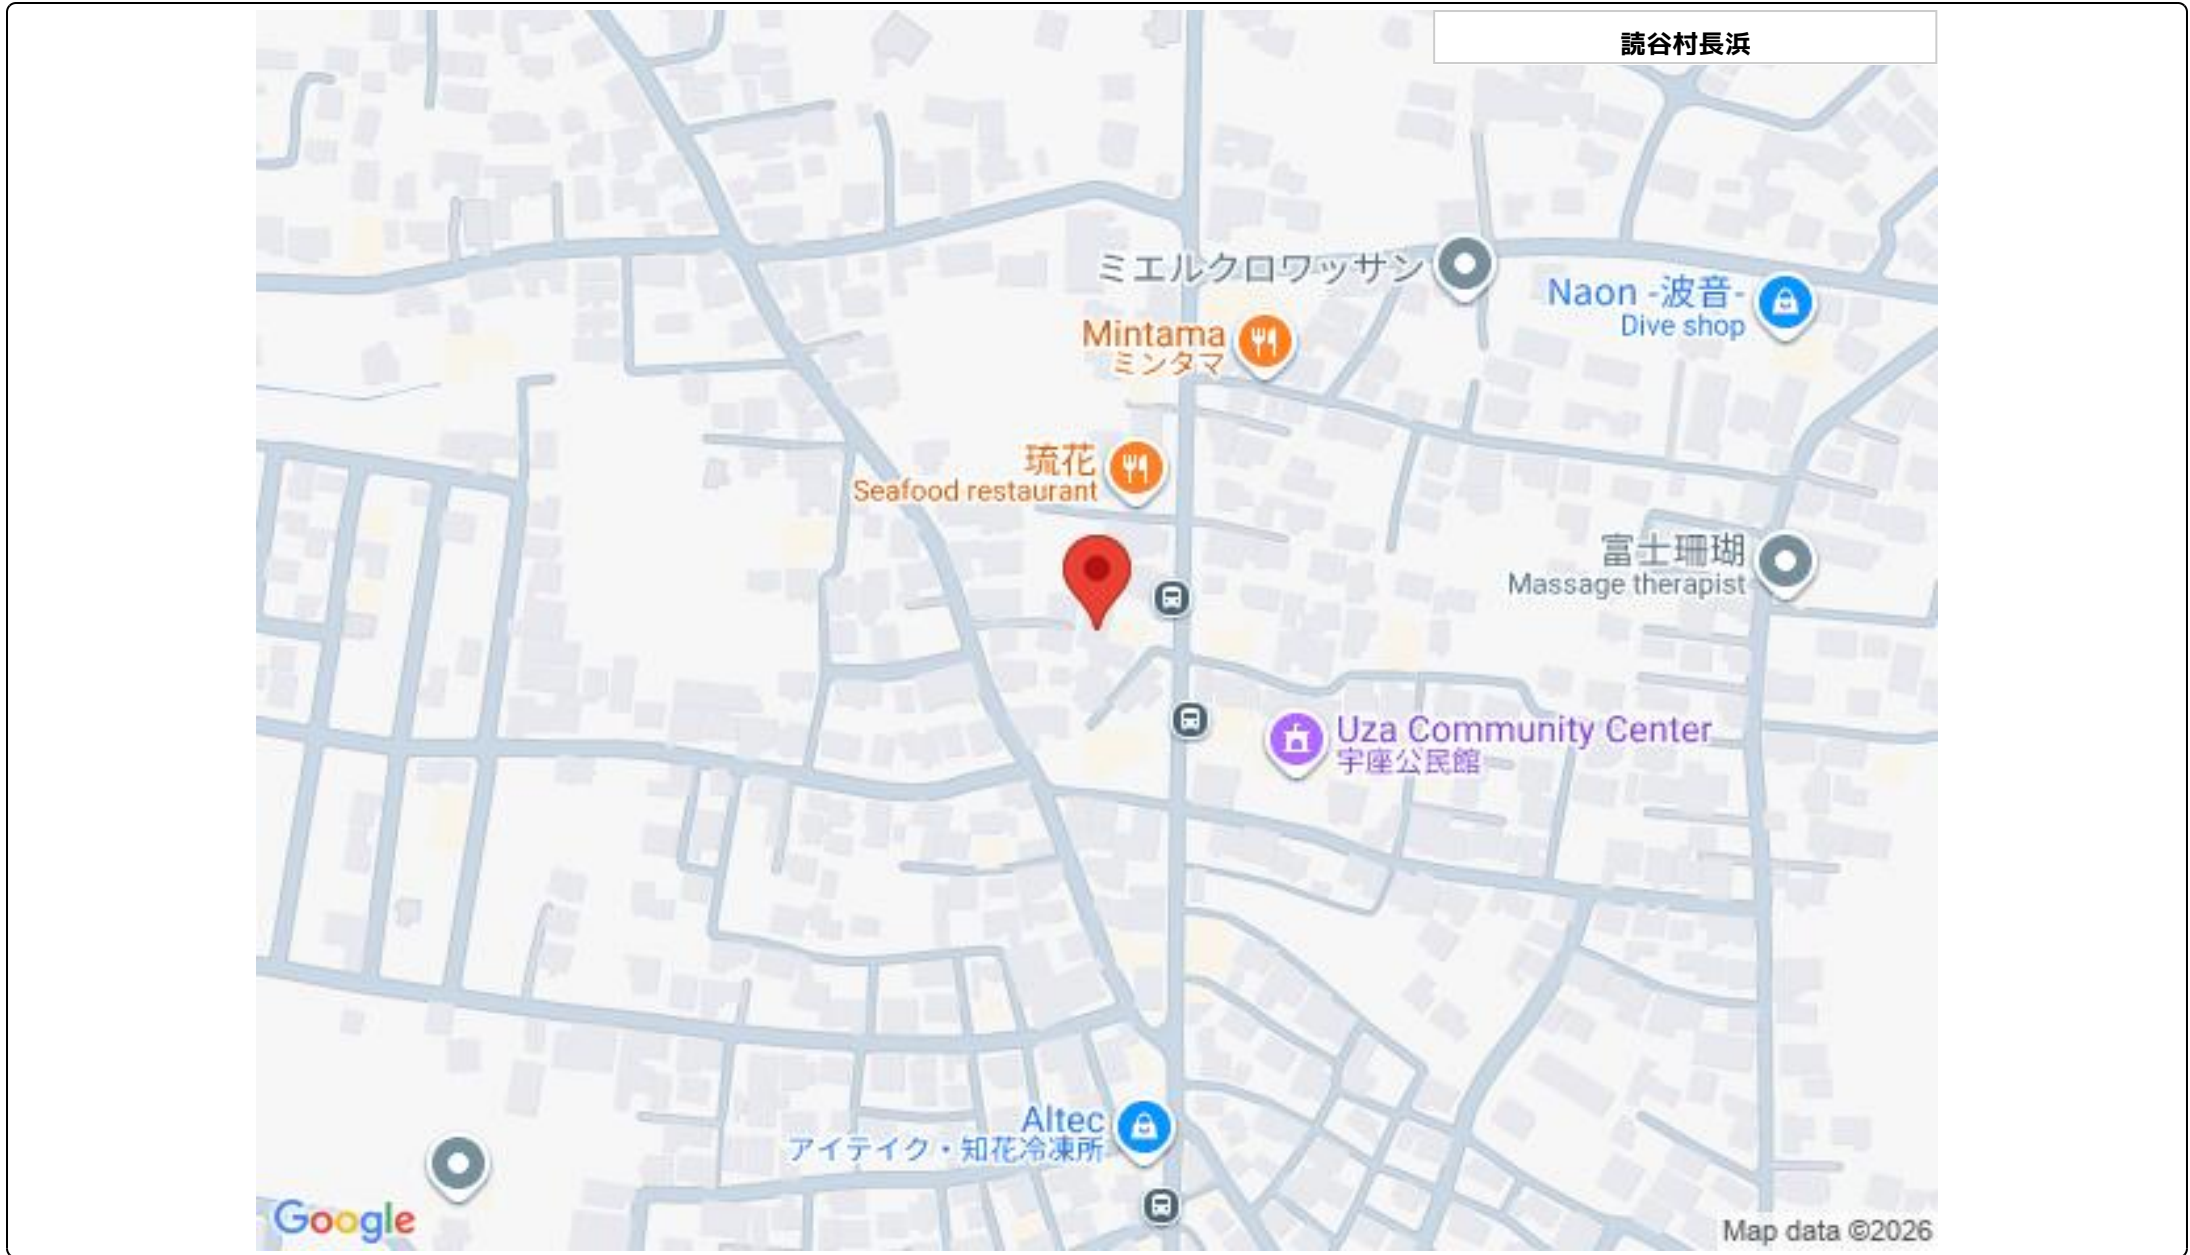 読谷村長浜
ミエルクロワッサン
Naon -波音-
Dive shop
Mintama
ミンタマ
琉花
Seafood restaurant
富士珊瑚
Massage therapist
Uza Community Center
宇座公民館
Altec
アイテイク・知花冷凍所
Google
Map data ©2026